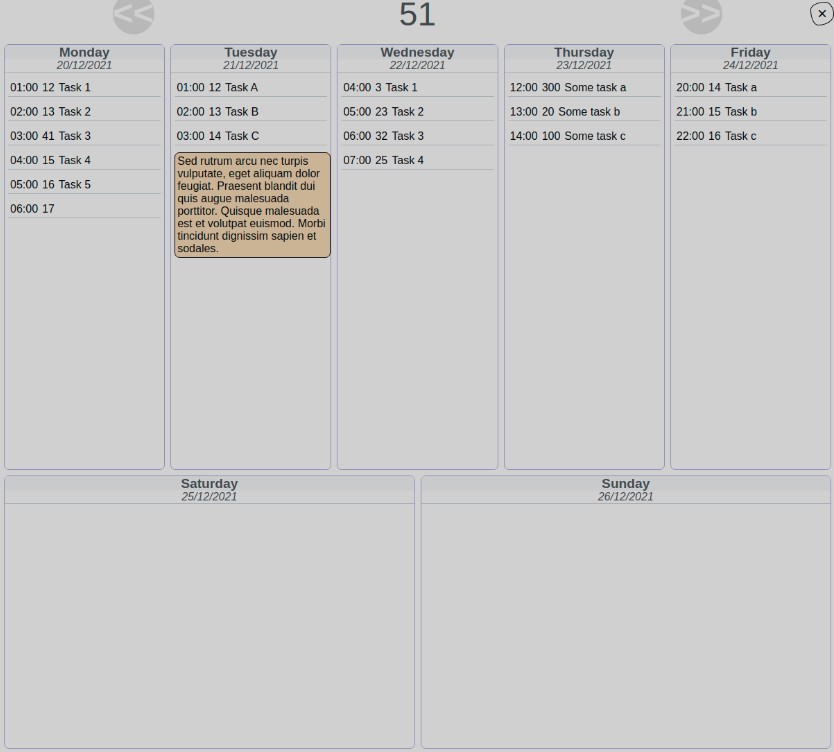 << 51 >> ×
Monday
20/12/2021
01:00 12 Task 1
02:00 13 Task 2
03:00 41 Task 3
04:00 15 Task 4
05:00 16 Task 5
06:00 17
Tuesday
21/12/2021
01:00 12 Task A
02:00 13 Task B
03:00 14 Task C
Sed rutrum arcu nec turpis
vulputate, eget aliquam dolor
feugiat. Praesent blandit dui
quis augue malesuada
porttitor. Quisque malesuada
est et volutpat euismod. Morbi
tincidunt dignissim sapien et
sodales.
Wednesday
22/12/2021
04:00 3 Task 1
05:00 23 Task 2
06:00 32 Task 3
07:00 25 Task 4
Thursday
23/12/2021
12:00 300 Some task a
13:00 20 Some task b
14:00 100 Some task c
Friday
24/12/2021
20:00 14 Task a
21:00 15 Task b
22:00 16 Task c
Saturday
25/12/2021
Sunday
26/12/2021